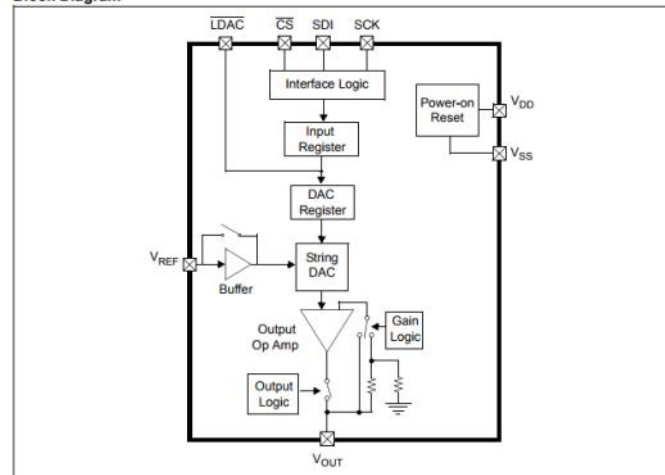 Block Diagram
LDAC CS SDI SCK
Interface Logic
Power-on
Reset
VDD
VSS
Input
Register
DAC
Register
VREF
Buffer
String
DAC
Output
Op Amp
Gain
Logic
Output
Logic
VOUT